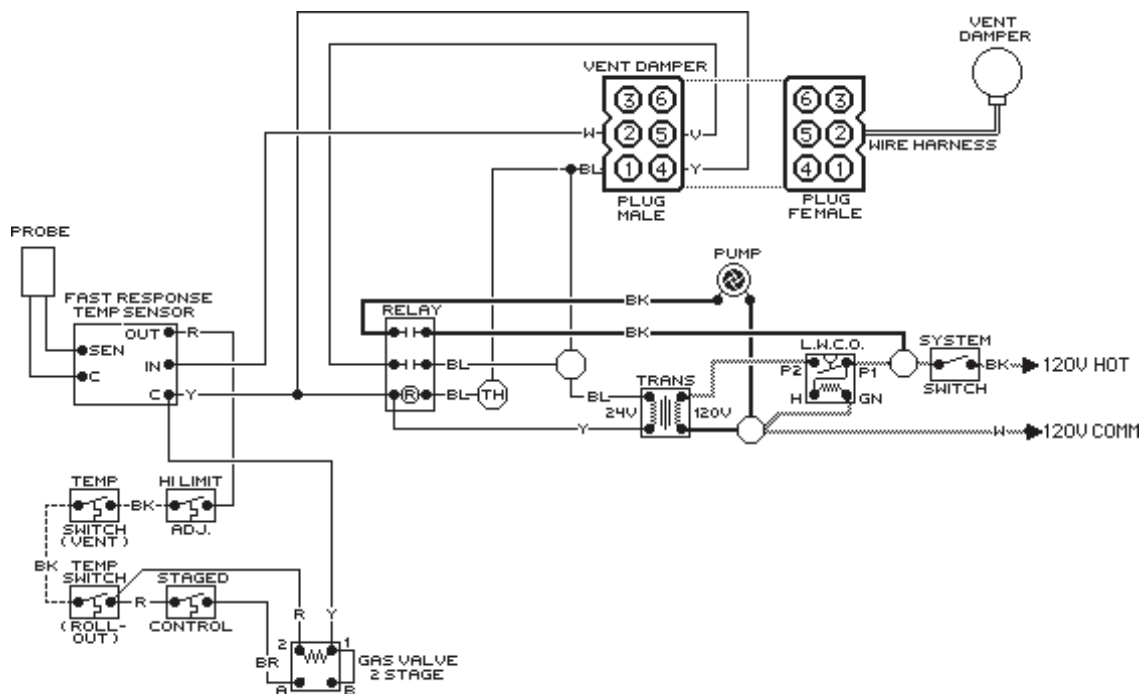 VENT
DAMPER
VENT DAMPER
3 6
6 3
W
2 5
V
5 2
WIRE HARNESS
BL
1 4
Y
4 1
PLUG
MALE
PLUG
FEMALE
PROBE
PUMP
FAST RESPONSE
TEMP SENSOR
OUT
R
SEN
IN
C
C
Y
RELAY
BK
BK
BL
R
BL
TH
L.W.C.O.
P2
P1
H
GN
SYSTEM
SWITCH
BK
120V HOT
TRANS
BL
24V
120V
Y
W
120V COMM
TEMP
SWITCH
(VENT)
BK
HI LIMIT
ADJ.
BK
TEMP
SWITCH
(ROLL-
OUT)
R
STAGED
CONTROL
R
Y
BR
2
1
A
B
GAS VALVE
2 STAGE